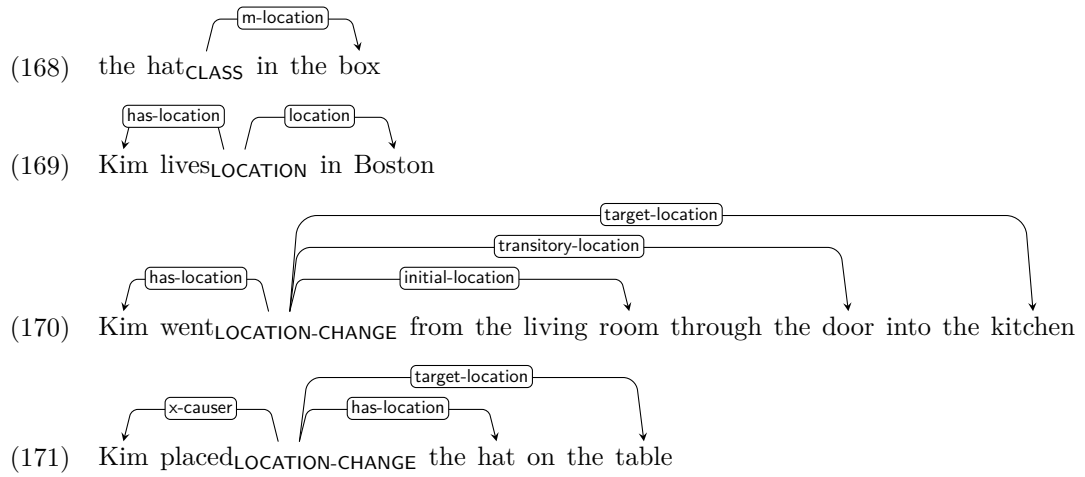 m-location
(168) the hatCLASS in the box
has-location location
(169) Kim livesLOCATION in Boston
target-location
transitory-location
has-location initial-location
(170) Kim wentLOCATION-CHANGE from the living room through the door into the kitchen
target-location
x-causer has-location
(171) Kim placedLOCATION-CHANGE the hat on the table